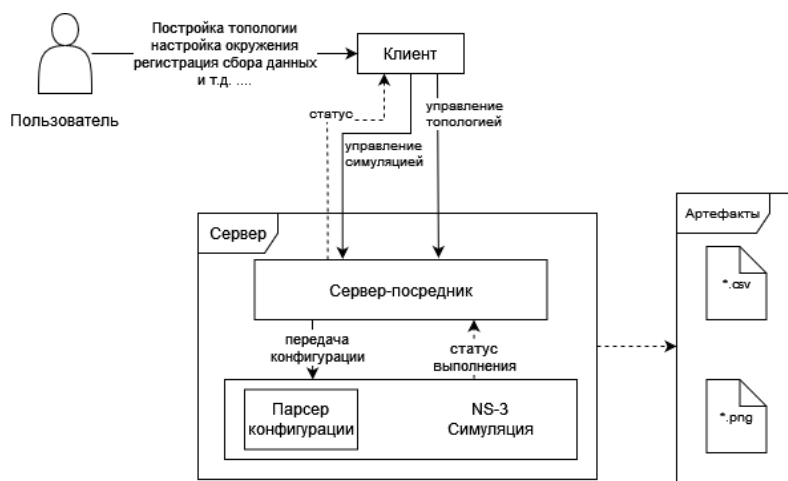 Постройка топологии
настройка окружения
регистрация сбора данных
и т.д. ....
Клиент
Пользователь
статус
управление
топологией
управление
симуляцией
Сервер
Артефакты
*.csv
Сервер-посредник
передача
конфигурации
статус
выполнения
Парсер
конфигурации
NS-3
Симуляция
*.png